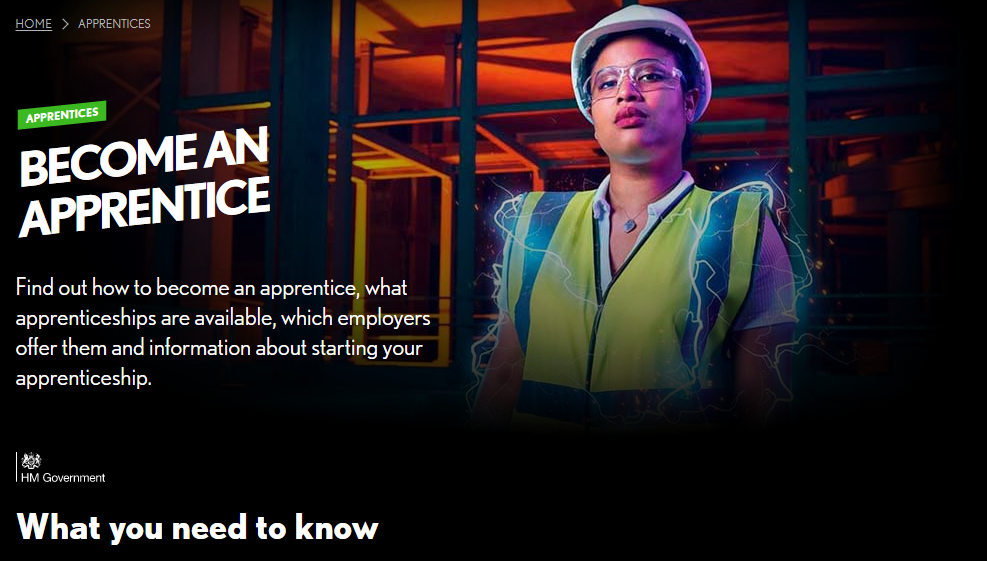 HOME > APPRENTICES
APPRENTICES
BECOME AN
APPRENTICE
Find out how to become an apprentice, what
apprenticeships are available, which employers
offer them and information about starting your
apprenticeship.
HM Government
What you need to know